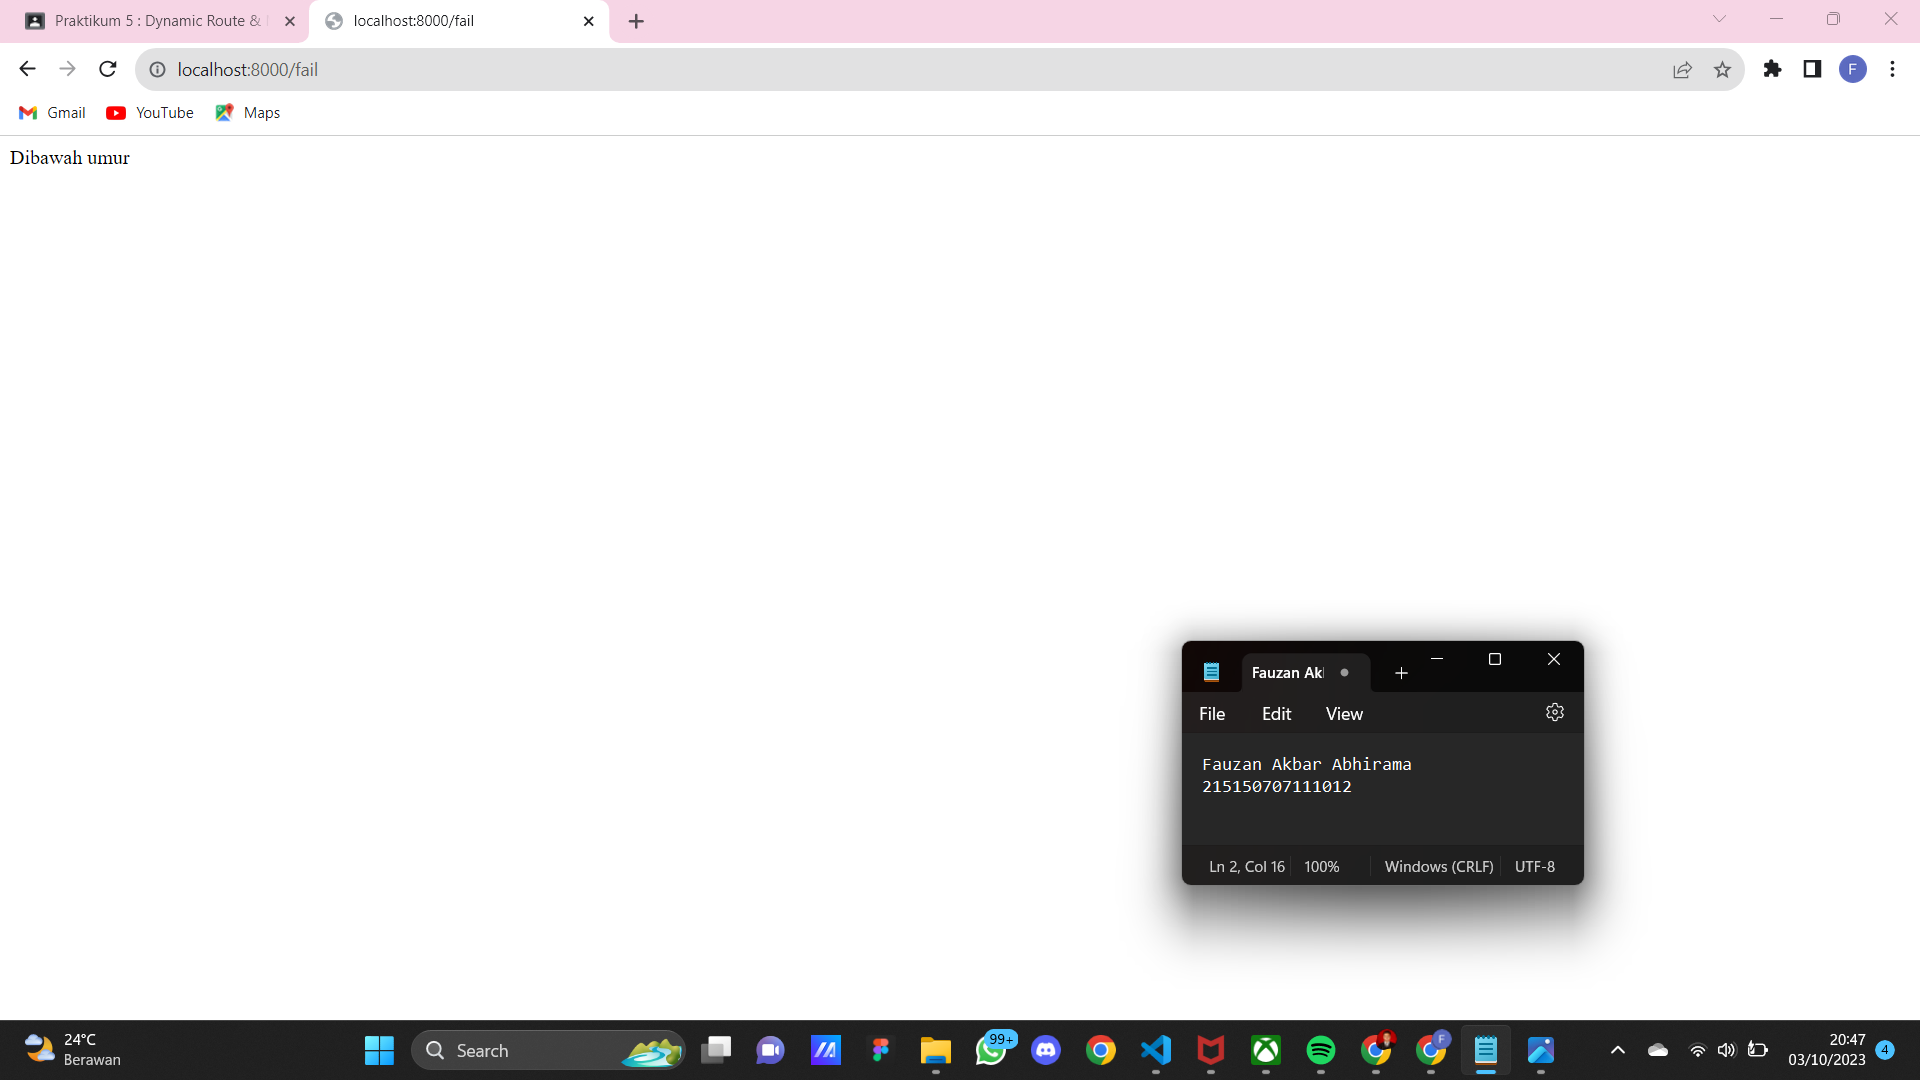 Praktikum 5 : Dynamic Route &
localhost:8000/fail
localhost:8000/fail
F
Gmail
YouTube
Maps
Dibawah umur
Fauzan Ak
File
Edit
View
Fauzan Akbar Abhirama
215150707111012
Ln 2, Col 16
100%
Windows (CRLF)
UTF-8
24°C
Berawan
Search
99+
F
20:47
03/10/2023
4